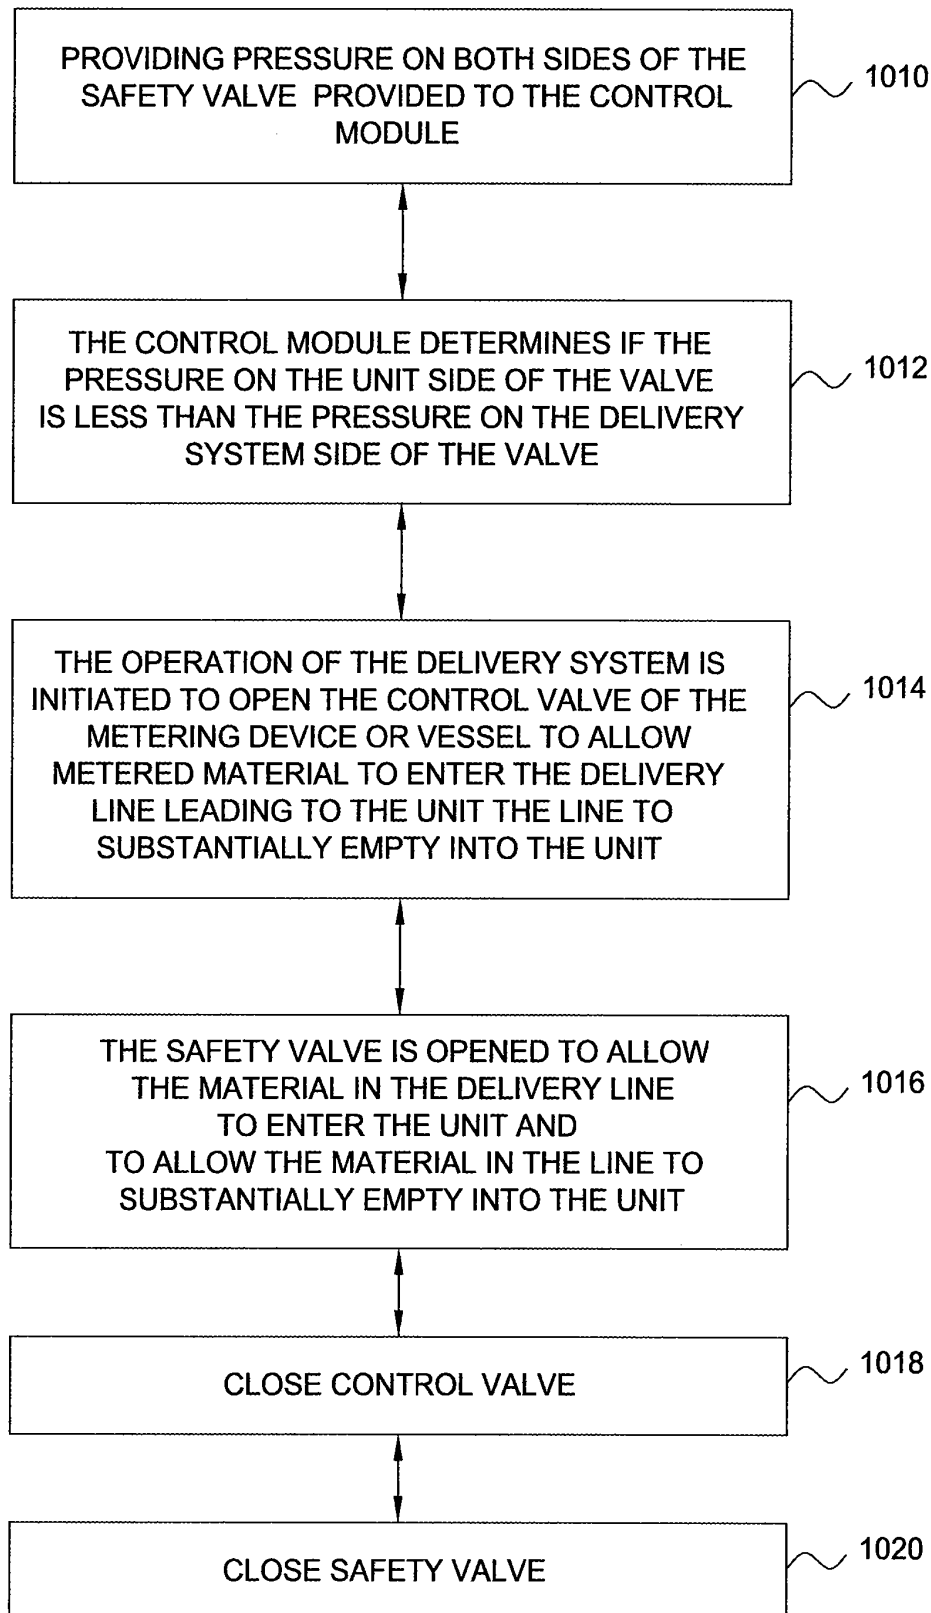 PROVIDING PRESSURE ON BOTH SIDES OF THE
SAFETY VALVE PROVIDED TO THE CONTROL
MODULE
1010
THE CONTROL MODULE DETERMINES IF THE
PRESSURE ON THE UNIT SIDE OF THE VALVE
IS LESS THAN THE PRESSURE ON THE DELIVERY
SYSTEM SIDE OF THE VALVE
1012
THE OPERATION OF THE DELIVERY SYSTEM IS
INITIATED TO OPEN THE CONTROL VALVE OF THE
METERING DEVICE OR VESSEL TO ALLOW
METERED MATERIAL TO ENTER THE DELIVERY
LINE LEADING TO THE UNIT THE LINE TO
SUBSTANTIALLY EMPTY INTO THE UNIT
1014
THE SAFETY VALVE IS OPENED TO ALLOW
THE MATERIAL IN THE DELIVERY LINE
TO ENTER THE UNIT AND
TO ALLOW THE MATERIAL IN THE LINE TO
SUBSTANTIALLY EMPTY INTO THE UNIT
1016
CLOSE CONTROL VALVE
1018
CLOSE SAFETY VALVE
1020